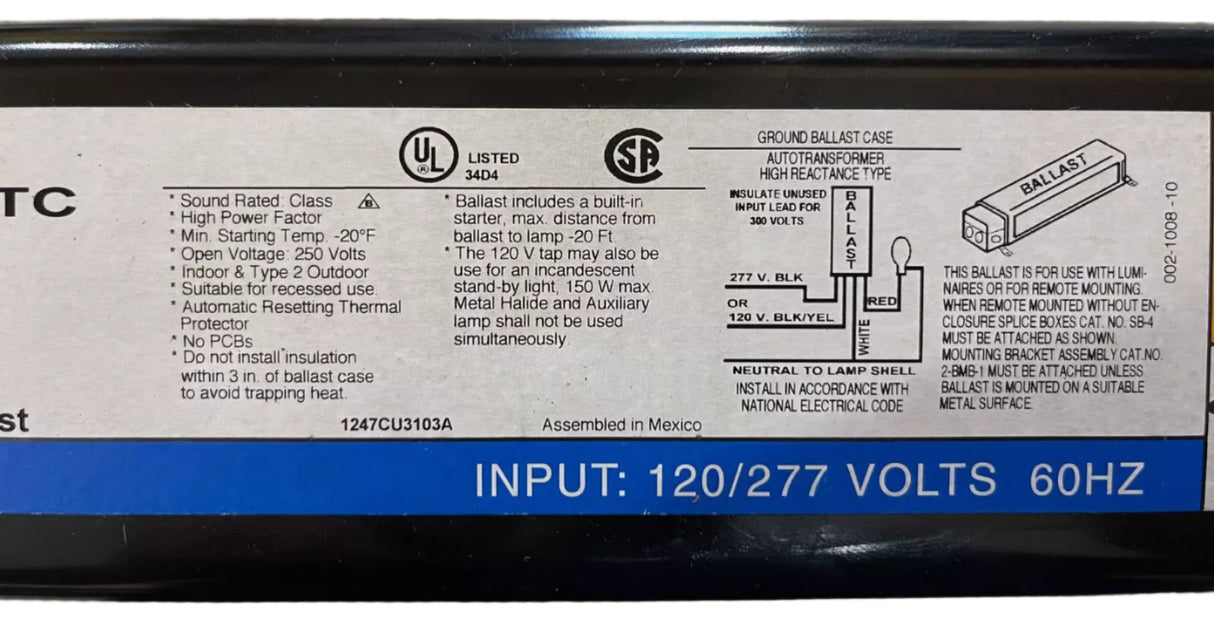 TC
st
UL
®
LISTED
34D4
SA
* Sound Rated: Class B
* High Power Factor
* Min. Starting Temp. -20°F
* Open Voltage: 250 Volts
* Indoor & Type 2 Outdoor
* Suitable for recessed use.
* Automatic Resetting Thermal
Protector
* No PCBs
* Do not install insulation
within 3 in. of ballast case
to avoid trapping heat.
* Ballast includes a built-in
starter, max. distance from
ballast to lamp -20 Ft.
* The 120 V tap may also be
use for an incandescent
stand-by light, 150 W max.
Metal Halide and Auxiliary
lamp shall not be used
simultaneously.
1247CU3103A
Assembled in Mexico
GROUND BALLAST CASE
AUTOTRANSFORMER
HIGH REACTANCE TYPE
INSULATE UNUSED
INPUT LEAD FOR
300 VOLTS
BALLAST
277 V. BLK
OR
120 V. BLK/YEL
RED
WHITE
NEUTRAL TO LAMP SHELL
INSTALL IN ACCORDANCE WITH
NATIONAL ELECTRICAL CODE
BALLAST
THIS BALLAST IS FOR USE WITH LUMI-
NAIRES OR FOR REMOTE MOUNTING.
WHEN REMOTE MOUNTED WITHOUT EN-
CLOSURE SPLICE BOXES CAT. NO. SB-4
MUST BE ATTACHED AS SHOWN.
MOUNTING BRACKET ASSEMBLY CAT.NO.
2-BMB-1 MUST BE ATTACHED UNLESS
BALLAST IS MOUNTED ON A SUITABLE
METAL SURFACE.
002-1008-10
INPUT: 120/277 VOLTS 60HZ